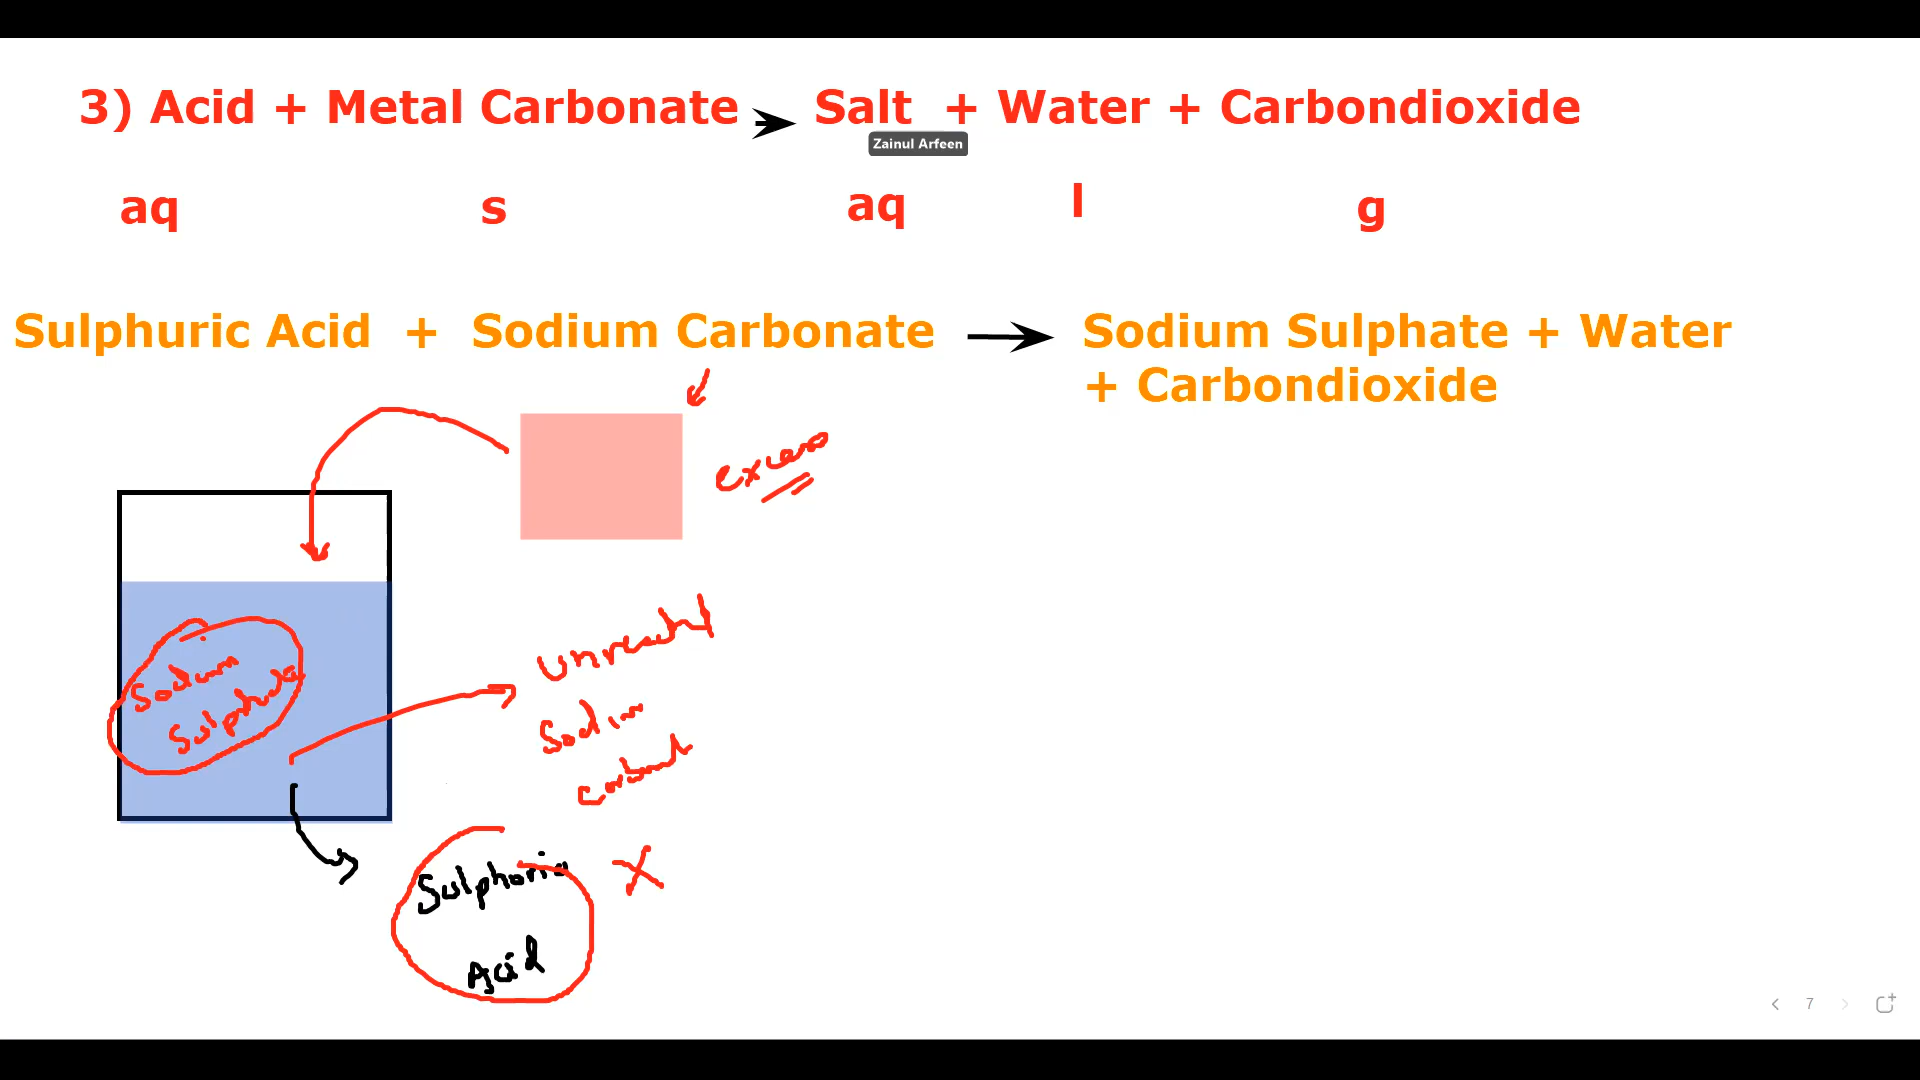 3) Acid + Metal Carbonate → Salt + Water + Carbondioxide
Zainul Arfeen
aq s aq l g
Sulphuric Acid + Sodium Carbonate → Sodium Sulphate + Water
+ Carbondioxide
excess
Sodium
Sulphate
Unreacted
Sodium
Carbonate
Sulphuric
Acid
X
7